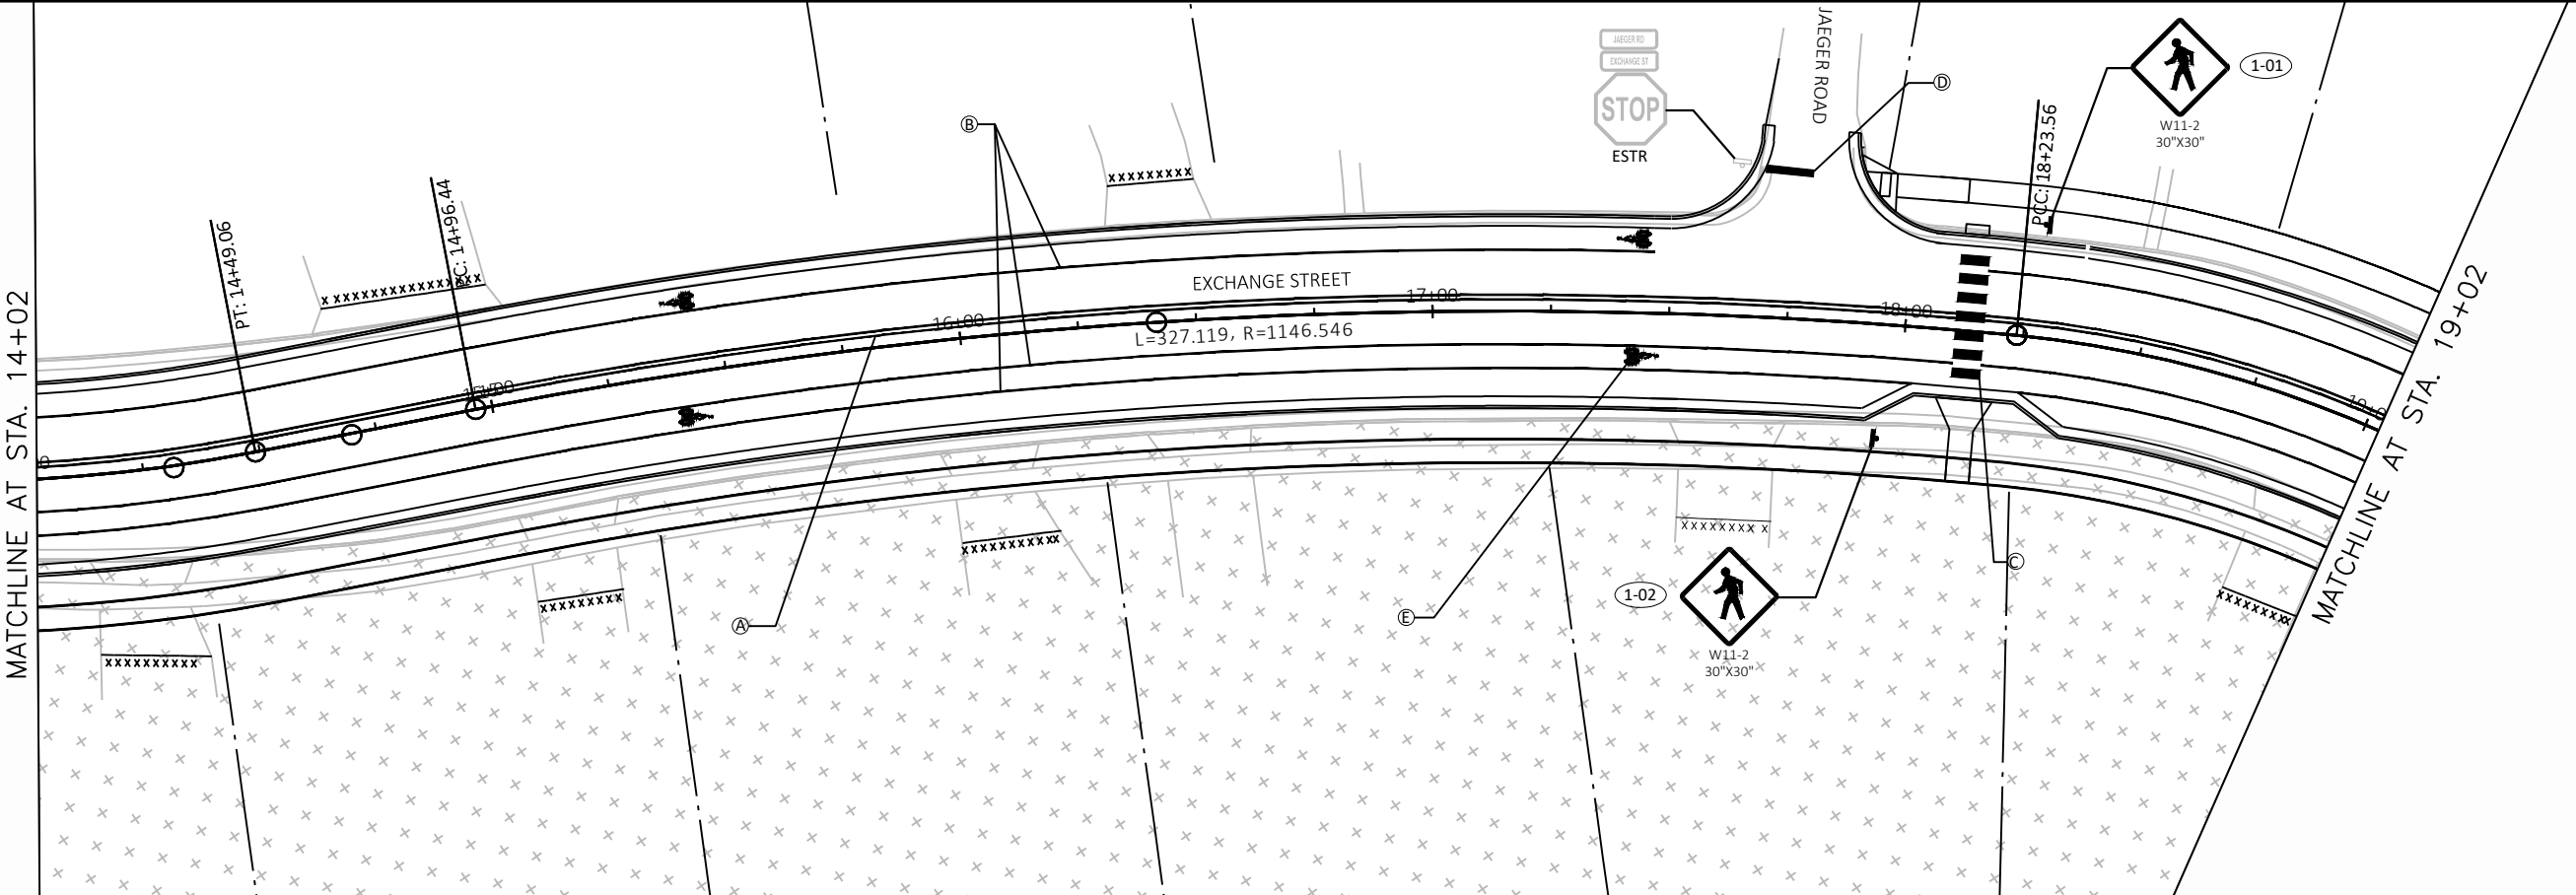 MATCHLINE AT STA. 14+02
PT: 14+49.06
PC: 14+96.44
B
A
15+00
16+00
EXCHANGE STREET
L=327.119, R=1146.546
17+00
E
JAEGER RD
EXCHANGE ST
STOP
ESTR
JAEGER ROAD
D
18+00
PCC: 18+23.56
1-01
W11-2
30"X30"
1-02
W11-2
30"X30"
C
MATCHLINE AT STA. 19+02